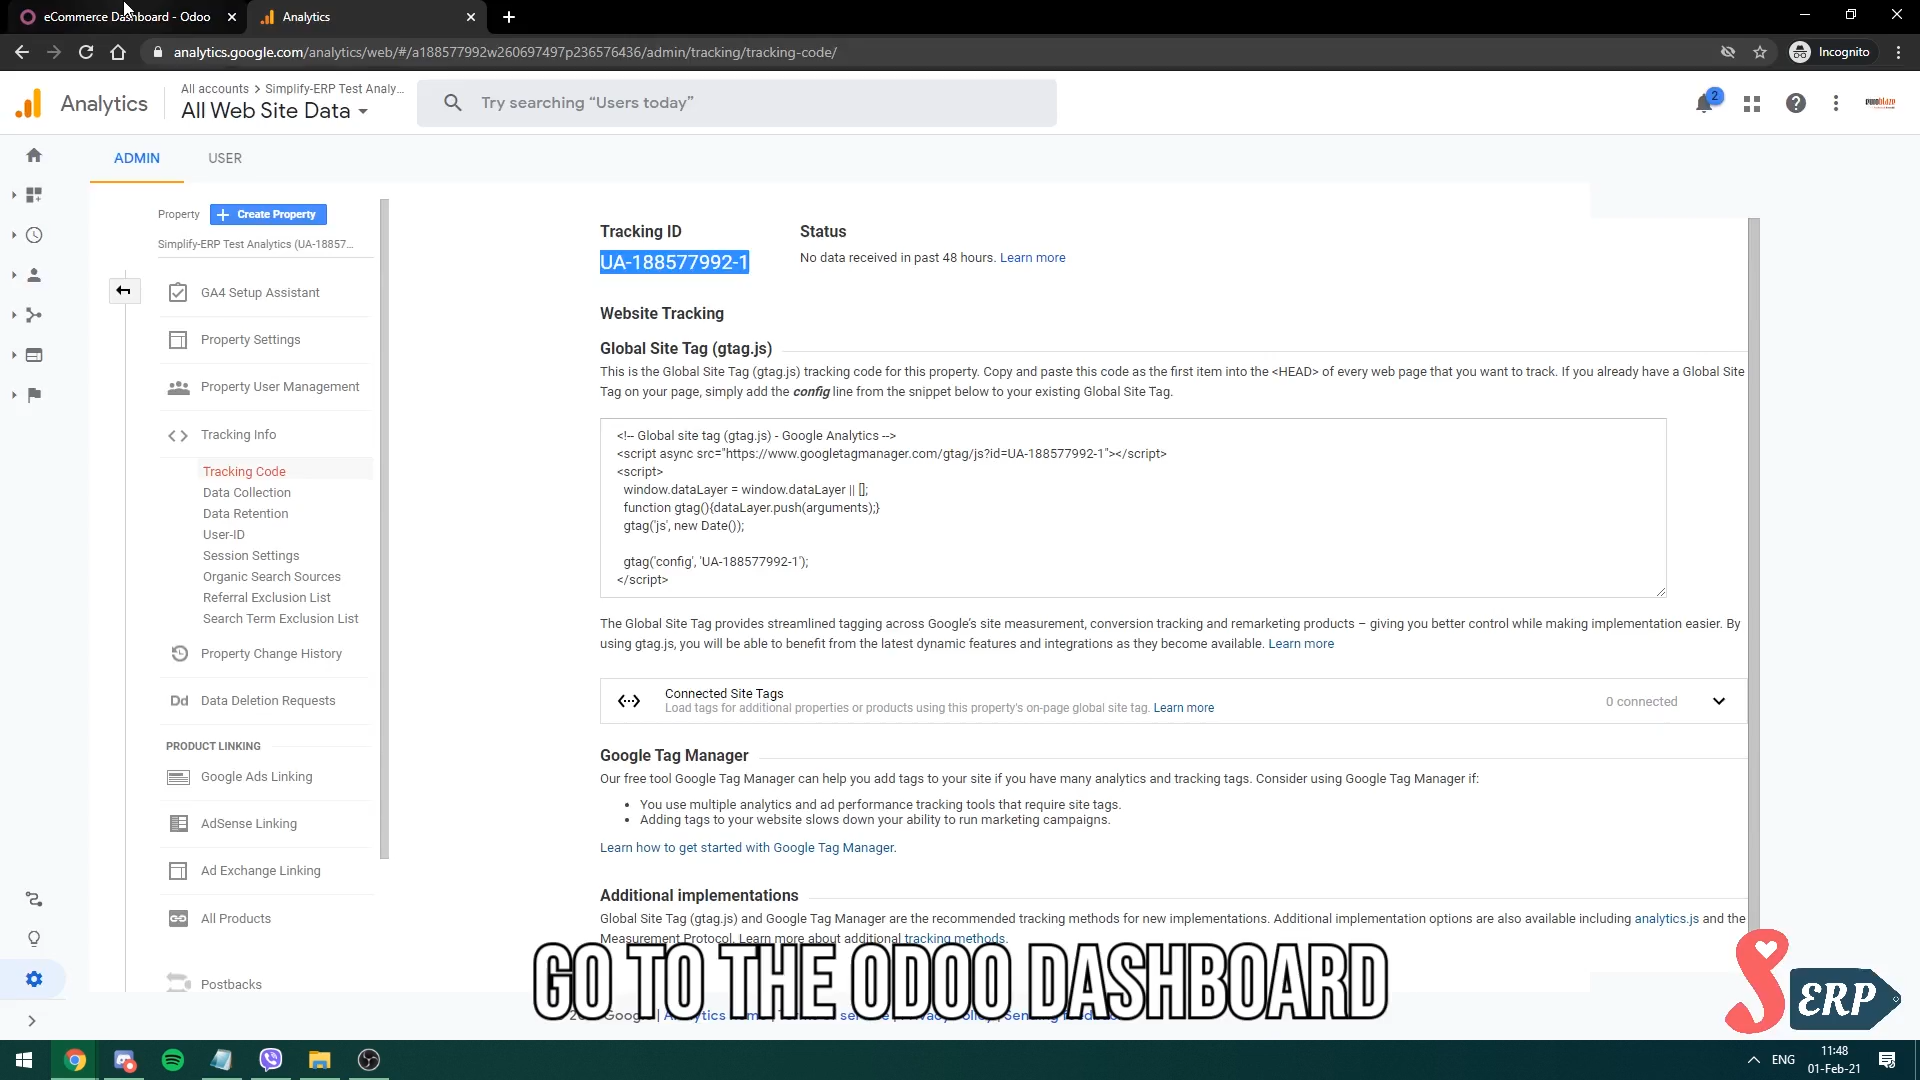 eCommerce Dashboard - Odoo
Analytics
analytics.google.com/analytics/web/#/a188577992w260697497p236576436/admin/tracking/tracking-code/
Incognito
Analytics
All accounts > Simplify-ERP Test Analy...
All Web Site Data
Try searching “Users today”
2
ADMIN
USER
Property
Create Property
Simplify-ERP Test Analytics (UA-18857...
GA4 Setup Assistant
Property Settings
Property User Management
Tracking Info
Tracking Code
Data Collection
Data Retention
User-ID
Session Settings
Organic Search Sources
Referral Exclusion List
Search Term Exclusion List
Property Change History
Dd Data Deletion Requests
PRODUCT LINKING
Google Ads Linking
AdSense Linking
Ad Exchange Linking
All Products
Postbacks
Tracking ID
UA-188577992-1
Status
No data received in past 48 hours. Learn more
Website Tracking
Global Site Tag (gtag.js)
This is the Global Site Tag (gtag.js) tracking code for this property. Copy and paste this code as the first item into the <HEAD> of every web page that you want to track. If you already have a Global Site
Tag on your page, simply add the config line from the snippet below to your existing Global Site Tag.
<!-- Global site tag (gtag.js) - Google Analytics -->
<script async src="https://www.googletagmanager.com/gtag/js?id=UA-188577992-1"></script>
<script>
window.dataLayer = window.dataLayer || [];
function gtag(){dataLayer.push(arguments);}
gtag('js', new Date());
gtag('config', 'UA-188577992-1');
</script>
The Global Site Tag provides streamlined tagging across Google’s site measurement, conversion tracking and remarketing products – giving you better control while making implementation easier. By
using gtag.js, you will be able to benefit from the latest dynamic features and integrations as they become available. Learn more
Connected Site Tags
Load tags for additional properties or products using this property's on-page global site tag. Learn more
0 connected
Google Tag Manager
Our free tool Google Tag Manager can help you add tags to your site if you have many analytics and tracking tags. Consider using Google Tag Manager if:
• You use multiple analytics and ad performance tracking tools that require site tags.
• Adding tags to your website slows down your ability to run marketing campaigns.
Learn how to get started with Google Tag Manager.
Additional implementations
Global Site Tag (gtag.js) and Google Tag Manager are the recommended tracking methods for new implementations. Additional implementation options are also available including analytics.js and the
Measurement Protocol. Learn more about additional tracking methods.
GO TO THE ODOO DASHBOARD
S ERP
ENG
11:48
01-Feb-21